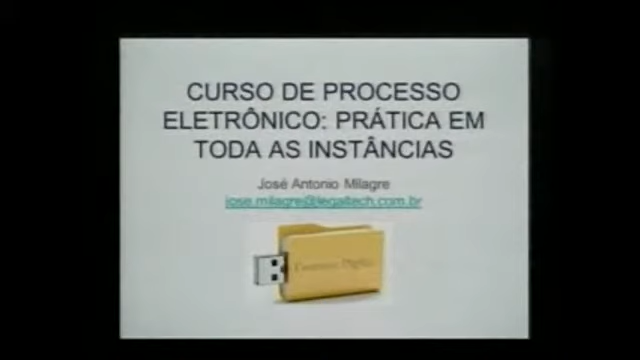 CURSO DE PROCESSO
ELETRÔNICO: PRÁTICA EM
TODA AS INSTÂNCIAS
José Antonio Milagre
jose.milagre@legaltech.com.br